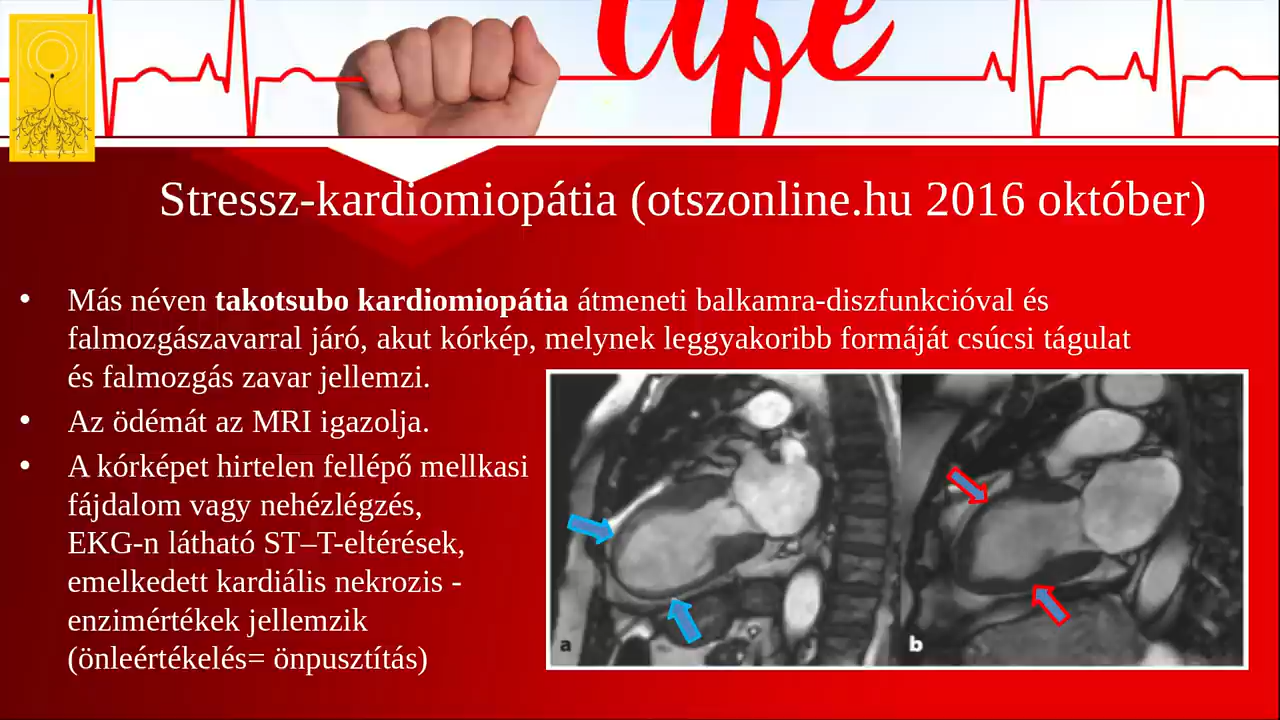 life
Stressz-kardiomiopátia (otszonline.hu 2016 október)
• Más néven takotsubo kardiomiopátia átmeneti balkamra-diszfunkcióval és
falmozgászavarral járó, akut kórkép, melynek leggyakoribb formáját csúcsi tágulat
és falmozgás zavar jellemzi.
• Az ödémát az MRI igazolja.
• A kórképet hirtelen fellépő mellkasi
fájdalom vagy nehézlégzés,
EKG-n látható ST–T-eltérések,
emelkedett kardiális nekrozis -
enzimértékek jellemzik
(önleértékelés= önpusztítás)
a
b